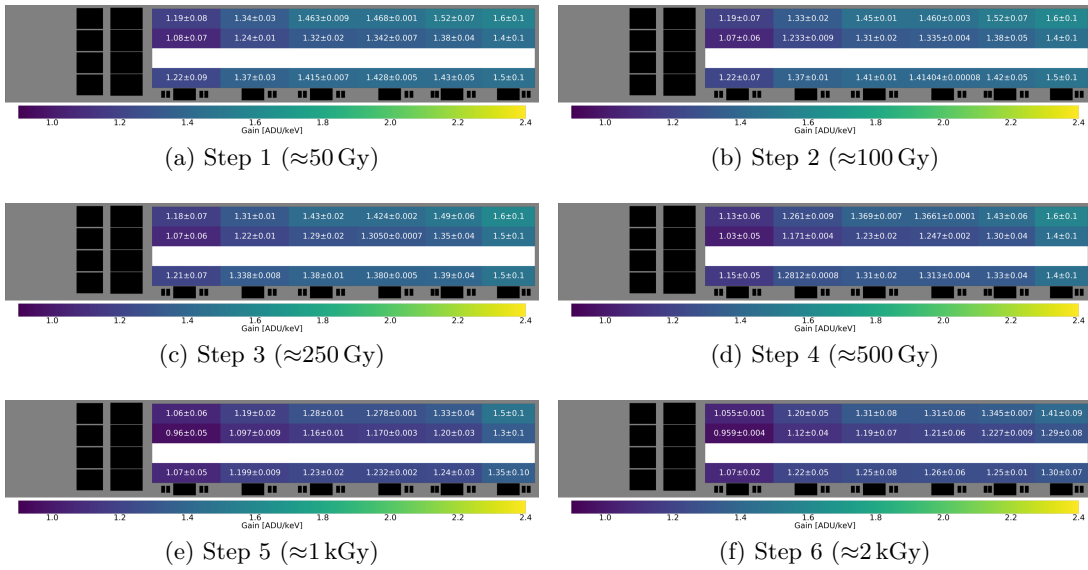 1.19±0.08 1.34±0.03 1.463±0.009 1.468±0.001 1.52±0.07 1.6±0.1
1.08±0.07 1.24±0.01 1.32±0.02 1.342±0.007 1.38±0.04 1.4±0.1
1.22±0.09 1.37±0.03 1.415±0.007 1.428±0.005 1.43±0.05 1.5±0.1
1.0 1.2 1.4 1.6 1.8 2.0 2.2 2.4
Gain [ADU/keV]
(a) Step 1 (≈50 Gy)
1.19±0.07 1.33±0.02 1.45±0.01 1.460±0.003 1.52±0.07 1.6±0.1
1.07±0.06 1.233±0.009 1.31±0.02 1.335±0.004 1.38±0.05 1.4±0.1
1.22±0.07 1.37±0.01 1.41±0.01 1.41404±0.00008 1.42±0.05 1.5±0.1
1.0 1.2 1.4 1.6 1.8 2.0 2.2 2.4
Gain [ADU/keV]
(b) Step 2 (≈100 Gy)
1.18±0.07 1.31±0.01 1.43±0.02 1.424±0.002 1.49±0.06 1.6±0.1
1.07±0.06 1.22±0.01 1.29±0.02 1.3050±0.0007 1.35±0.04 1.5±0.1
1.21±0.07 1.338±0.008 1.38±0.01 1.380±0.005 1.39±0.04 1.5±0.1
1.0 1.2 1.4 1.6 1.8 2.0 2.2 2.4
Gain [ADU/keV]
(c) Step 3 (≈250 Gy)
1.13±0.06 1.261±0.009 1.369±0.007 1.3661±0.0001 1.43±0.06 1.6±0.1
1.03±0.05 1.171±0.004 1.23±0.02 1.247±0.002 1.30±0.04 1.4±0.1
1.15±0.05 1.2812±0.0008 1.31±0.02 1.313±0.004 1.33±0.04 1.4±0.1
1.0 1.2 1.4 1.6 1.8 2.0 2.2 2.4
Gain [ADU/keV]
(d) Step 4 (≈500 Gy)
1.06±0.06 1.19±0.02 1.28±0.01 1.278±0.001 1.33±0.04 1.5±0.1
0.96±0.05 1.097±0.009 1.16±0.01 1.170±0.003 1.20±0.03 1.3±0.1
1.07±0.05 1.199±0.009 1.23±0.02 1.232±0.002 1.24±0.03 1.35±0.10
1.0 1.2 1.4 1.6 1.8 2.0 2.2 2.4
Gain [ADU/keV]
(e) Step 5 (≈1 kGy)
1.055±0.001 1.20±0.05 1.31±0.08 1.31±0.06 1.345±0.007 1.41±0.09
0.959±0.004 1.12±0.04 1.19±0.07 1.21±0.06 1.227±0.009 1.29±0.08
1.07±0.02 1.22±0.05 1.25±0.08 1.26±0.06 1.25±0.01 1.30±0.07
1.0 1.2 1.4 1.6 1.8 2.0 2.2 2.4
Gain [ADU/keV]
(f) Step 6 (≈2 kGy)